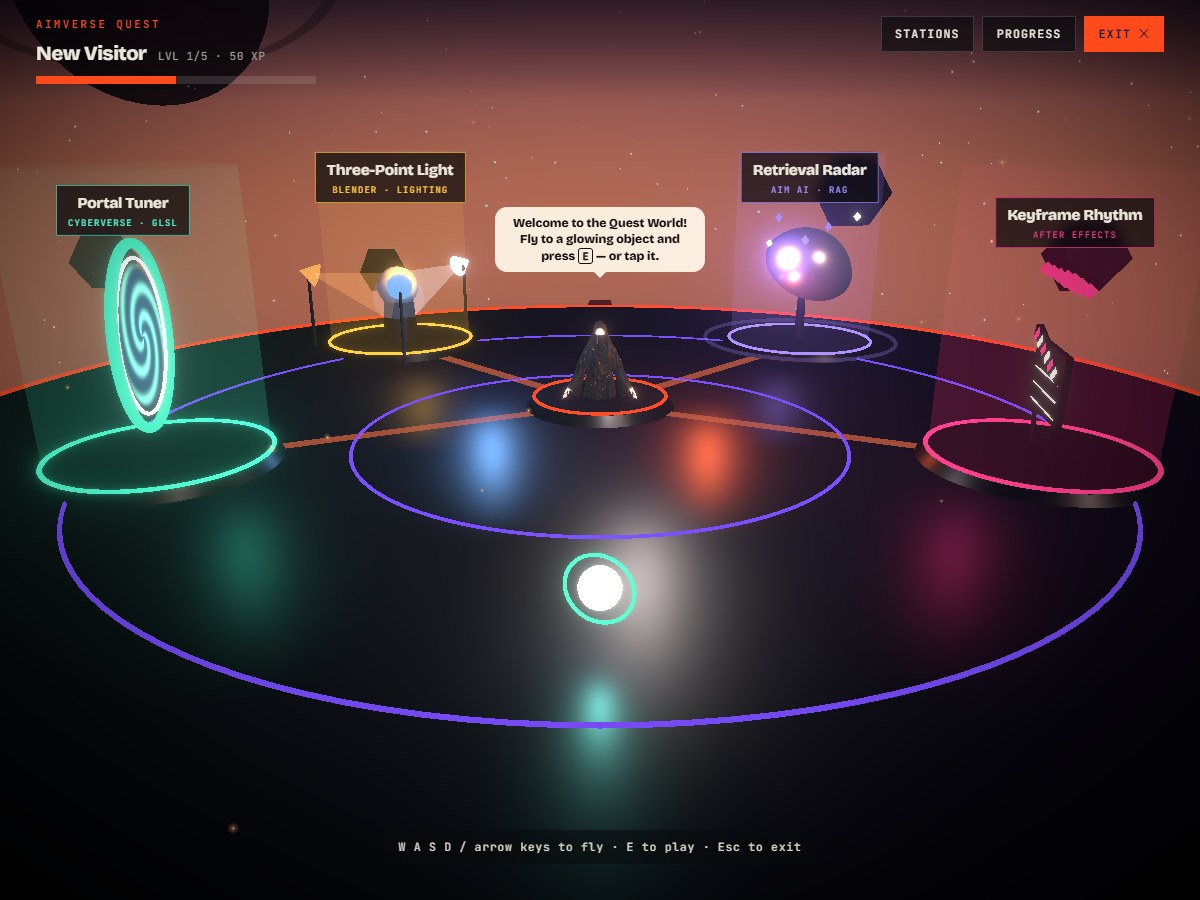 AIMVERSE QUEST
New Visitor LVL 1/5 · 50 XP
STATIONS PROGRESS EXIT ×
Three-Point Light
BLENDER · LIGHTING
Retrieval Radar
AIM AI · RAG
Portal Tuner
CYBERVERSE · GLSL
Keyframe Rhythm
AFTER EFFECTS
Welcome to the Quest World!
Fly to a glowing object and
press E — or tap it.
W A S D / arrow keys to fly · E to play · Esc to exit